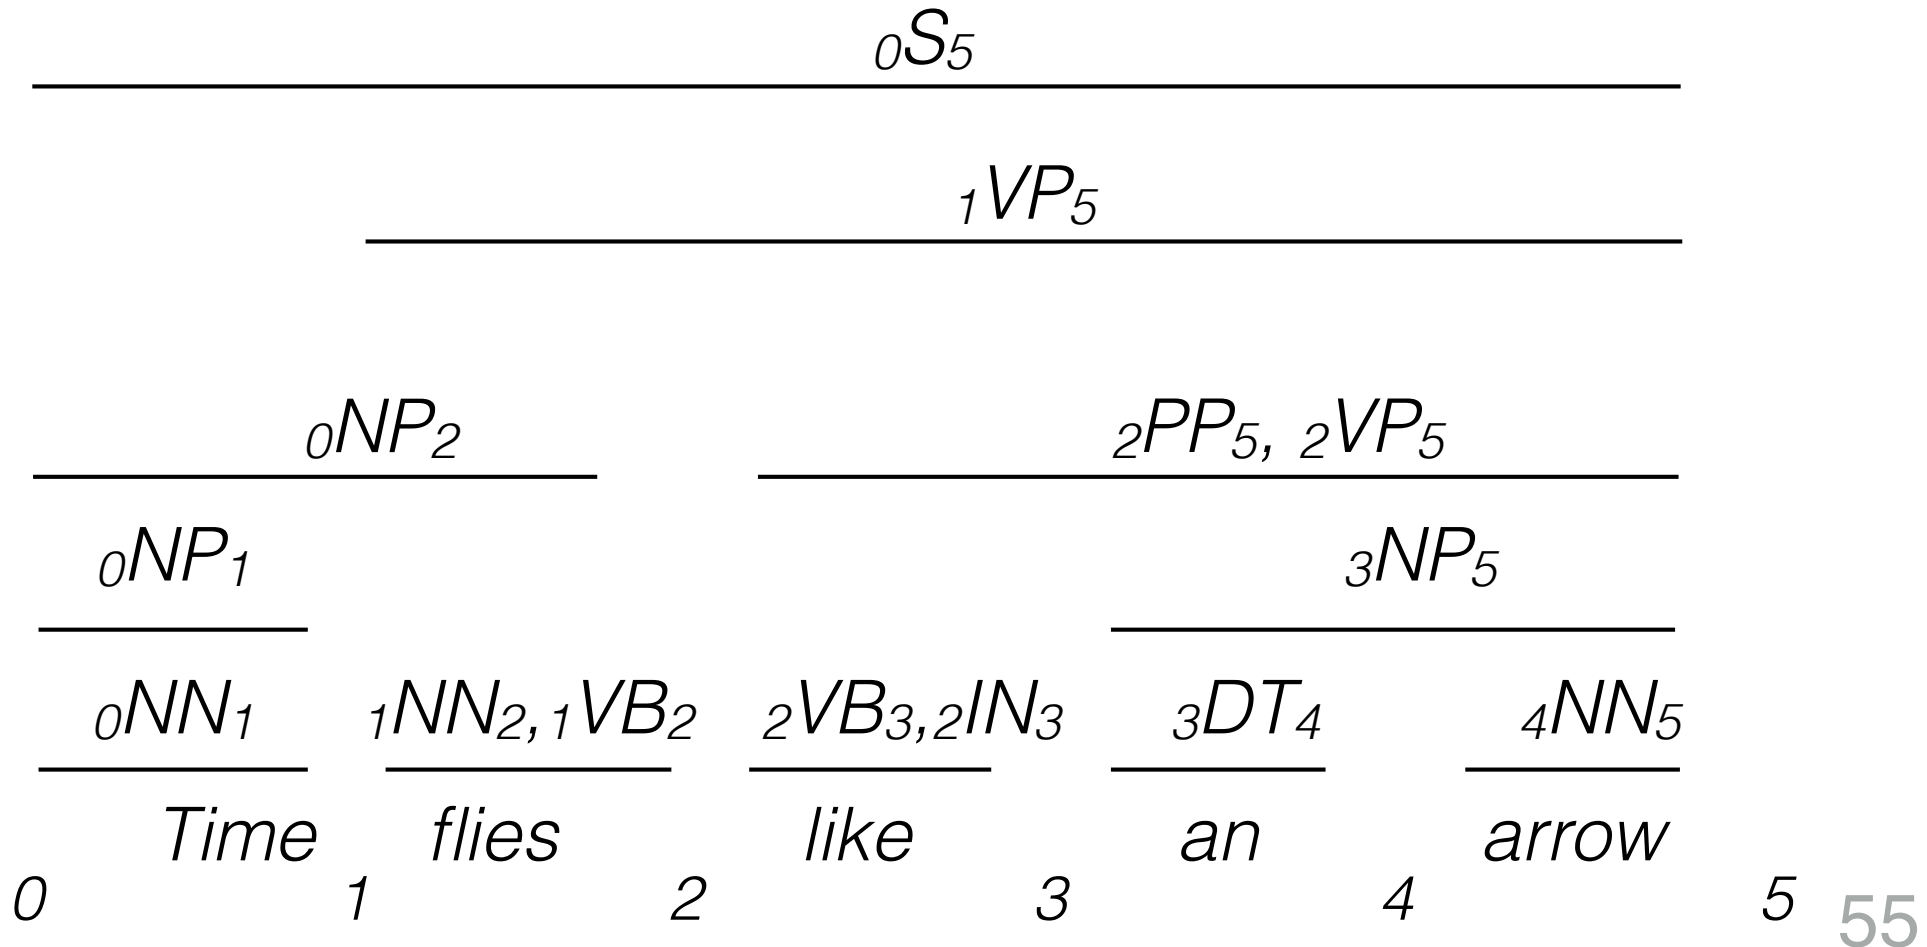 0S5
1VP5
0NP2 2PP5, 2VP5
0NP1 3NP5
0NN1 1NN2,1VB2 2VB3,2IN3 3DT4 4NN5
Time flies like an arrow
0 1 2 3 4 5 55